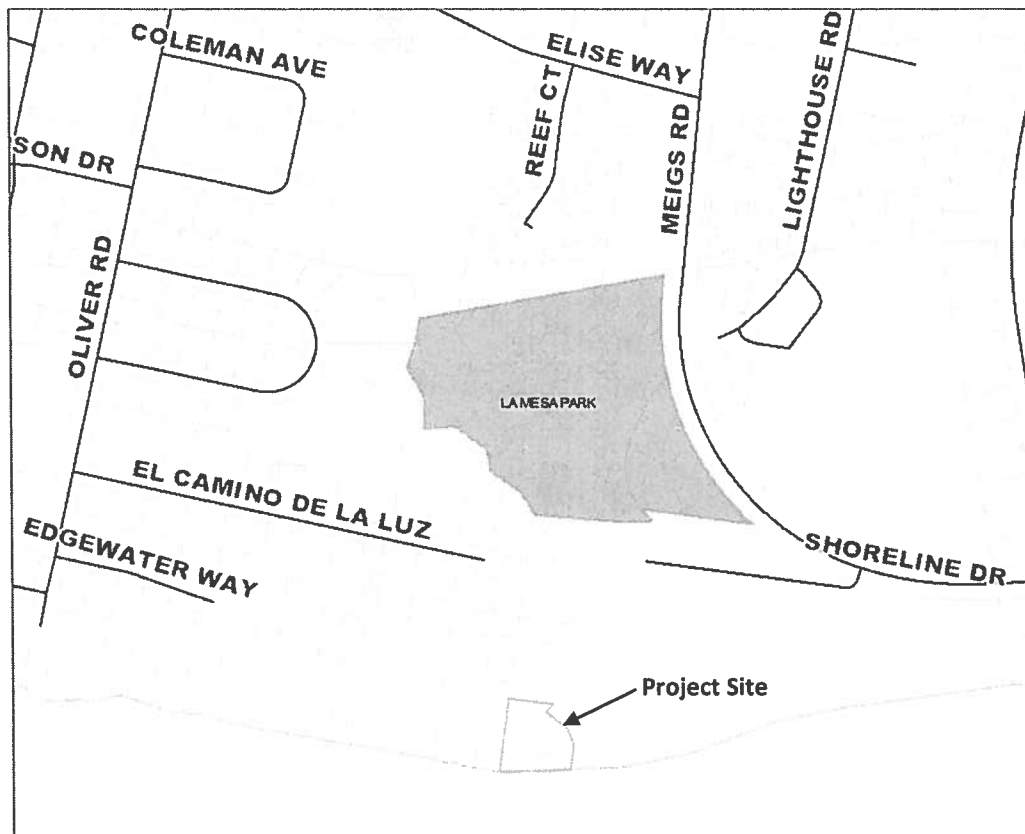 COLEMAN AVE
ELISE WAY
REEF CT
MEIGS RD
LIGHTHOUSE RD
SON DR
OLIVER RD
LA MESA PARK
EL CAMINO DE LA LUZ
EDGEWATER WAY
SHORELINE DR
Project Site